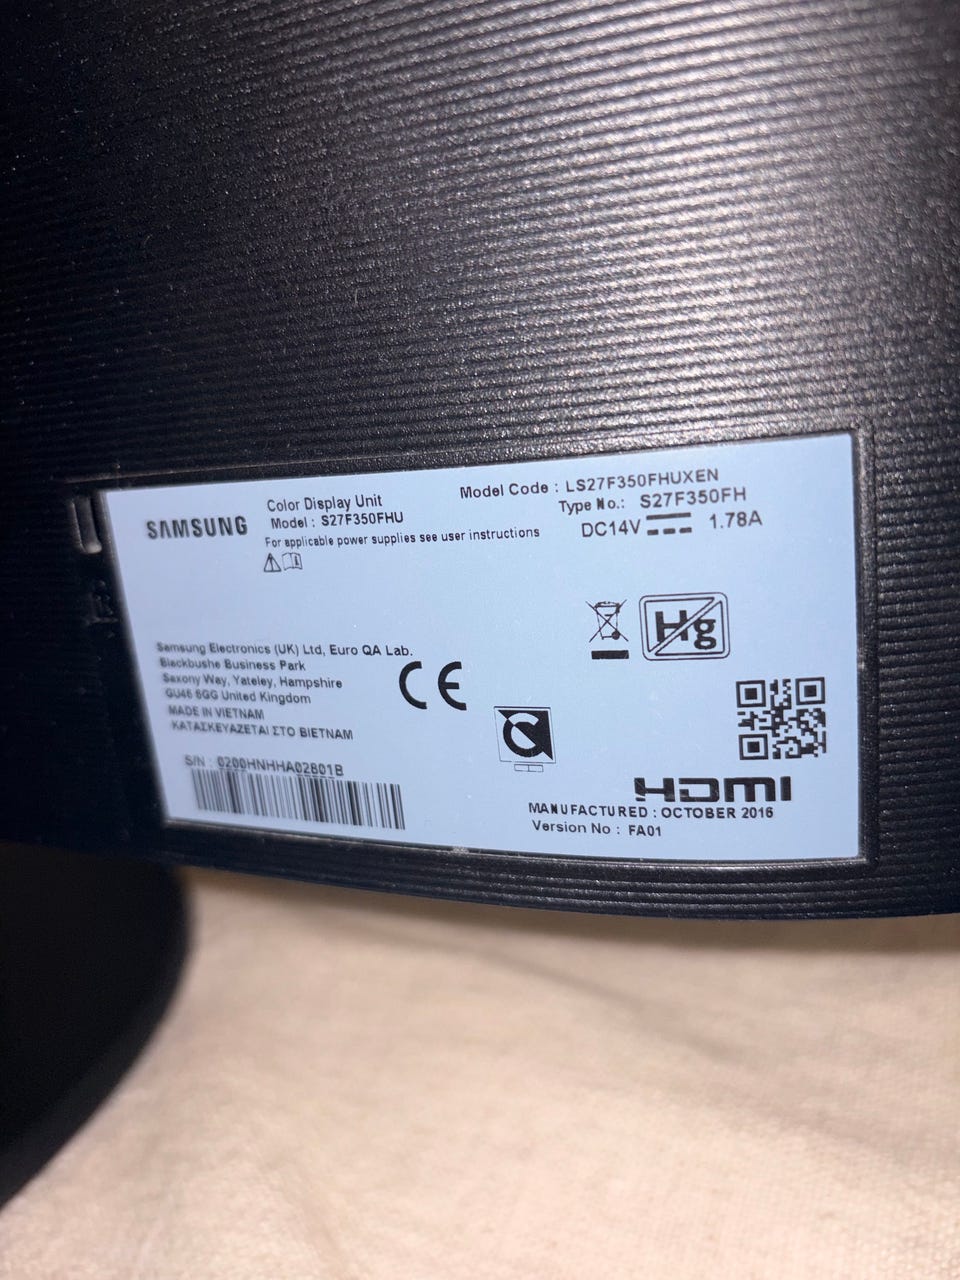 SAMSUNG
Color Display Unit
Model : S27F350FHU
For applicable power supplies see user instructions
Model Code : LS27F350FHUXEN
Type No.: S27F350FH
DC14V 1.78A
Hg
Samsung Electronics (UK) Ltd, Euro QA Lab.
Blackbushe Business Park
Saxony Way, Yateley, Hampshire
GU46 6GG United Kingdom
MADE IN VIETNAM
ΚΑΤΑΣΚΕΥΑΖΕΤΑΙ ΣΤΟ ΒΙΕΤΝΑΜ
CE
C
S/N : 0200HNHHA02801B
HDMI
MANUFACTURED : OCTOBER 2016
Version No : FA01